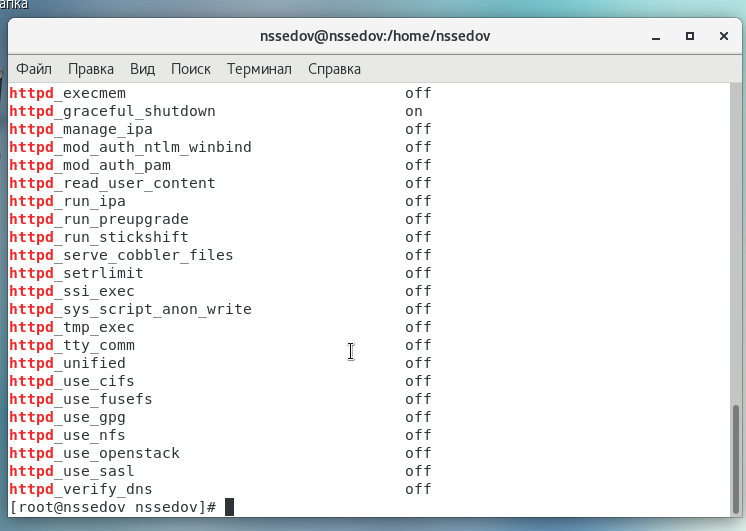 апка
nssedov@nssedov:/home/nssedov
Файл Правка Вид Поиск Терминал Справка
httpd_execmem off
httpd_graceful_shutdown on
httpd_manage_ipa off
httpd_mod_auth_ntlm_winbind off
httpd_mod_auth_pam off
httpd_read_user_content off
httpd_run_ipa off
httpd_run_preupgrade off
httpd_run_stickshift off
httpd_serve_cobbler_files off
httpd_setrlimit off
httpd_ssi_exec off
httpd_sys_script_anon_write off
httpd_tmp_exec off
httpd_tty_comm off
httpd_unified off
httpd_use_cifs off
httpd_use_fusefs off
httpd_use_gpg off
httpd_use_nfs off
httpd_use_openstack off
httpd_use_sasl off
httpd_verify_dns off
[root@nssedov nssedov]#